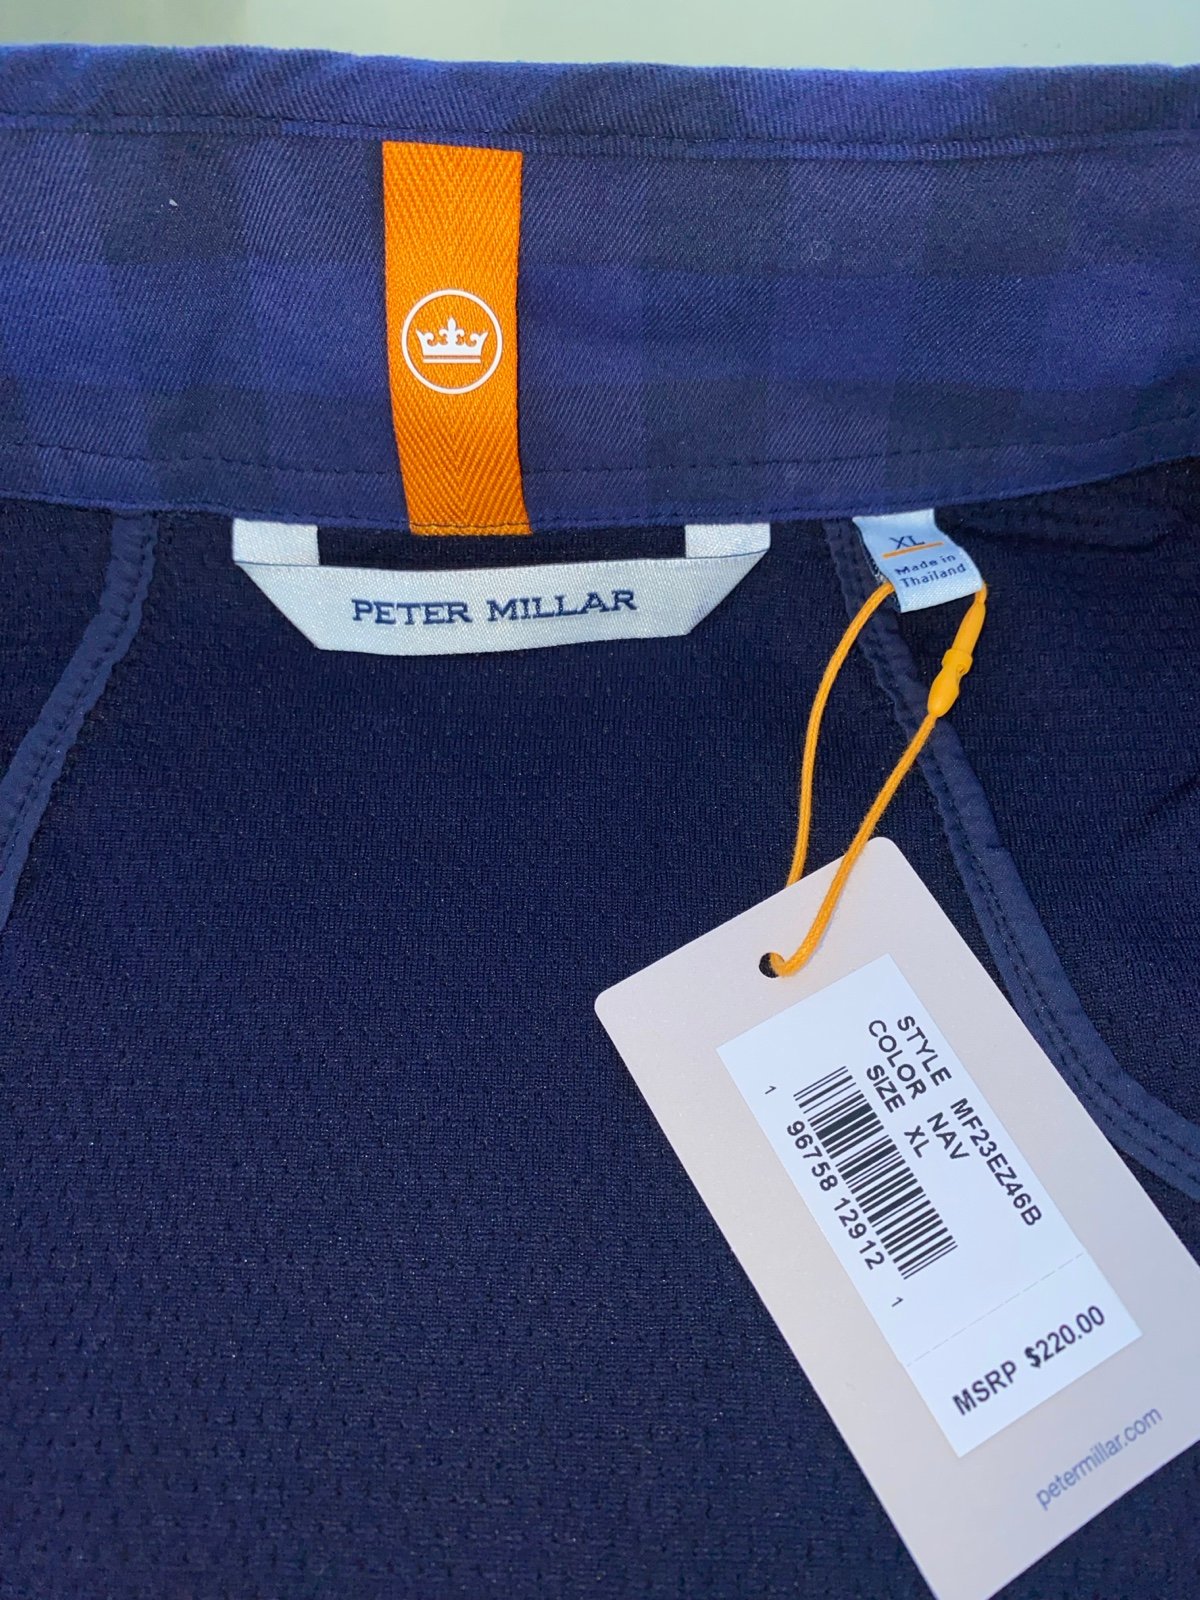 PETER MILLAR
XL
Made in
Thailand
STYLE MF23EZ46B
COLOR NAV
SIZE XL
1 96758 12912 1
MSRP $220.00
petermillar.com